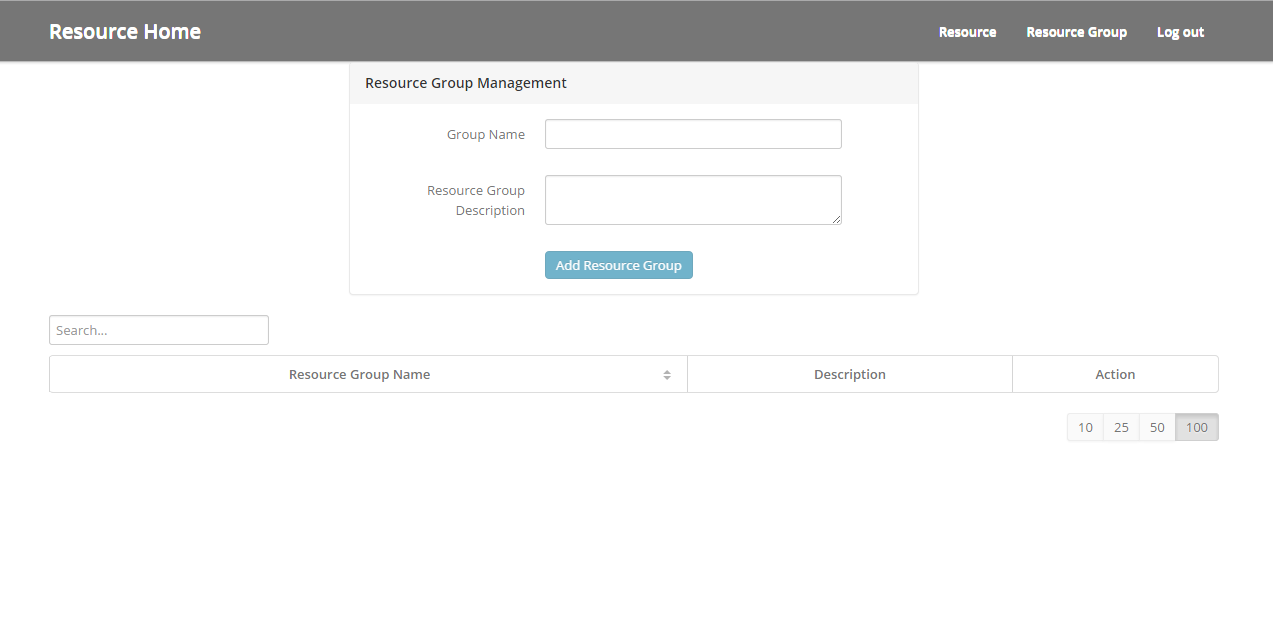 Resource Home
Resource
Resource Group
Log out
Resource Group Management
Group Name
Resource Group
Description
Add Resource Group
Search...
Resource Group Name
Description
Action
10
25
50
100